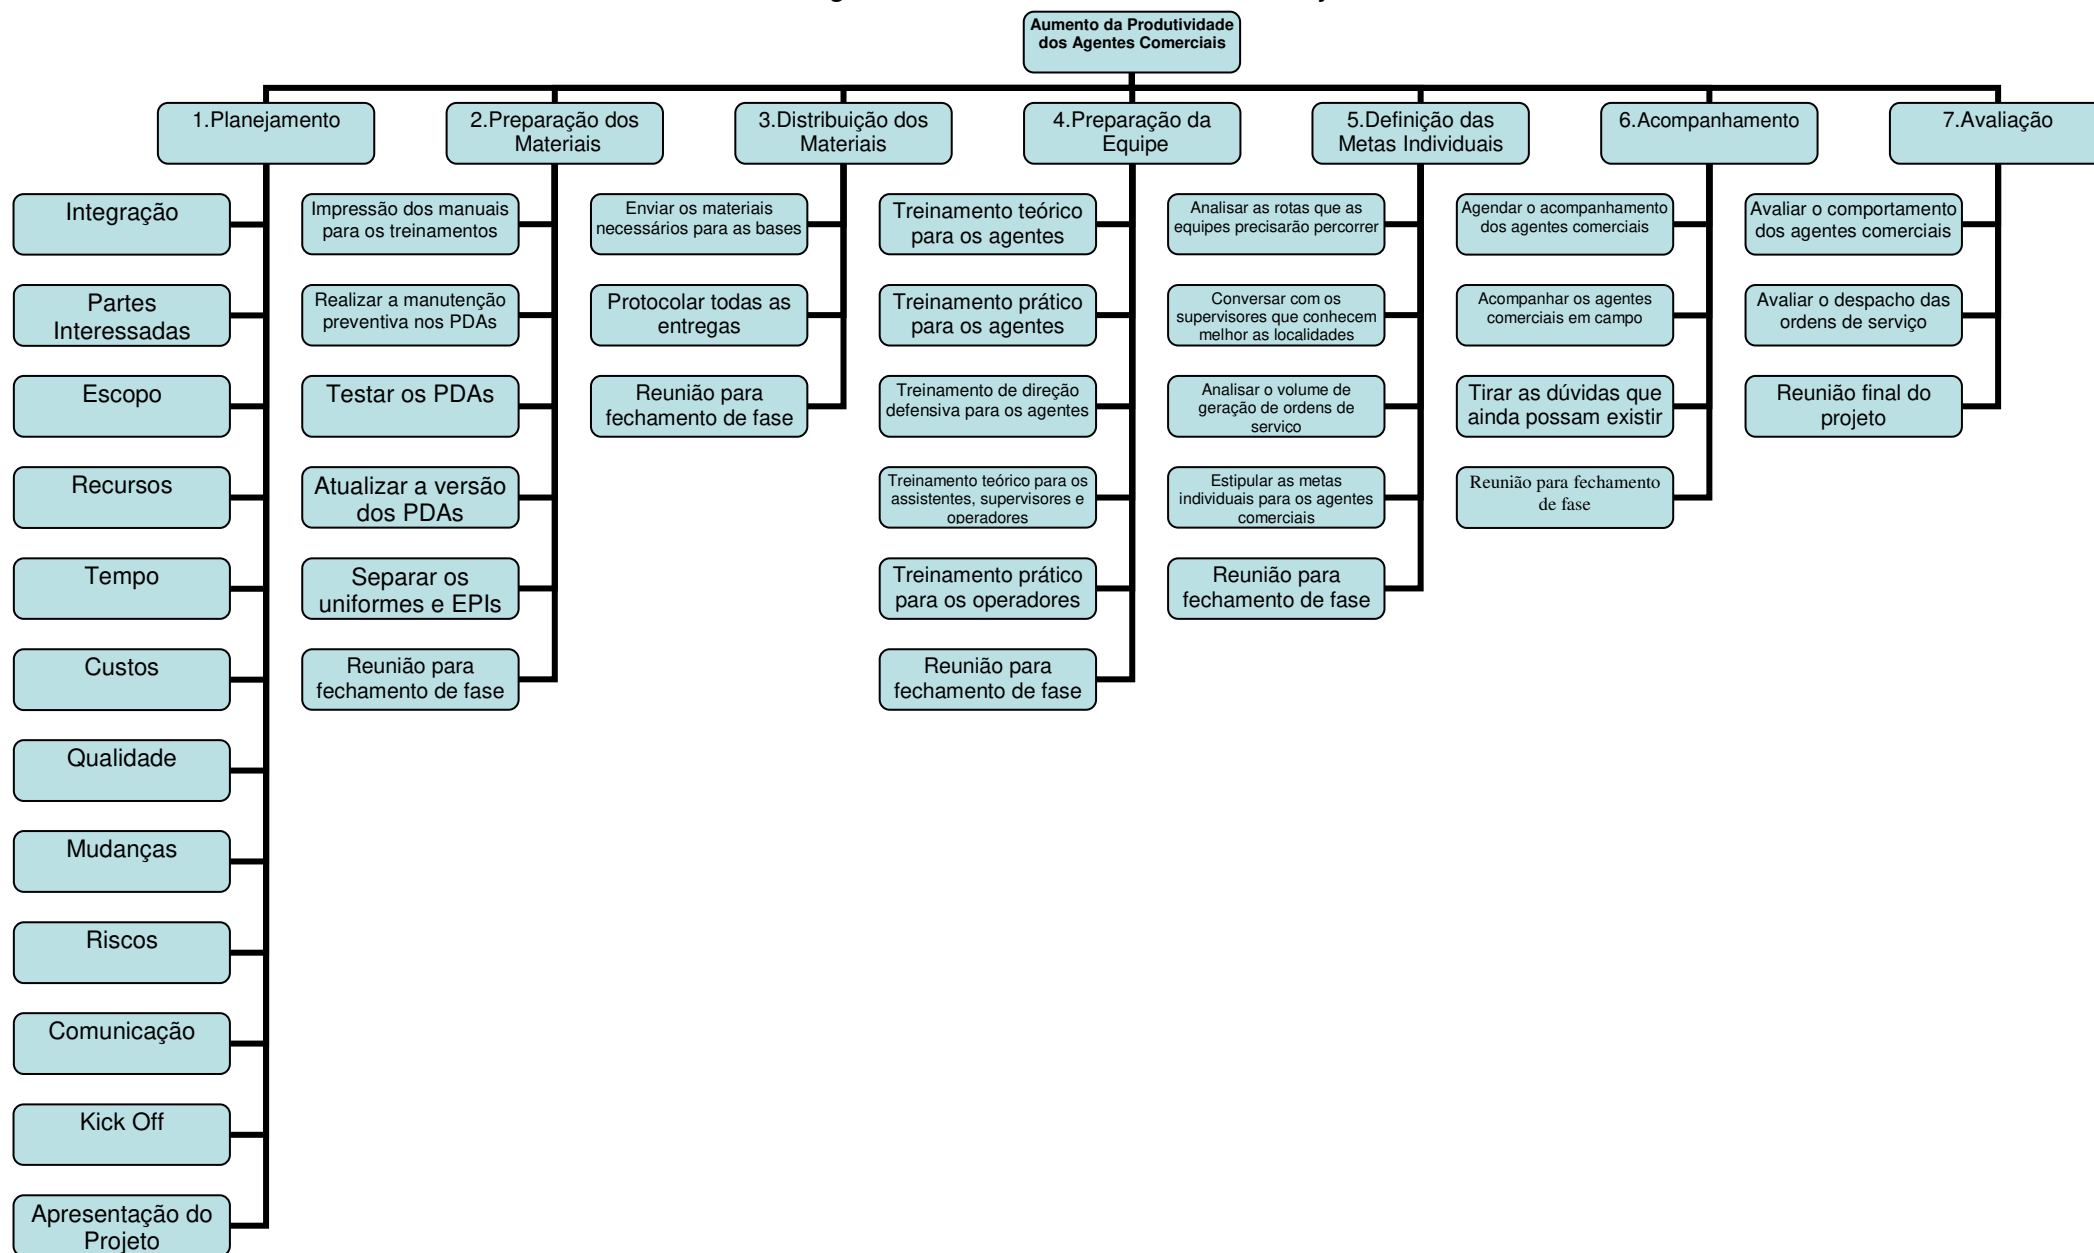 Aumento da Produtividade
dos Agentes Comerciais
1.Planejamento
2.Preparação dos
Materiais
3.Distribuição dos
Materiais
4.Preparação da
Equipe
5.Definição das
Metas Individuais
6.Acompanhamento
7.Avaliação
Integração
Partes
Interessadas
Escopo
Recursos
Tempo
Custos
Qualidade
Mudanças
Riscos
Comunicação
Kick Off
Apresentação do
Projeto
Impressão dos manuais
para os treinamentos
Realizar a manutenção
preventiva nos PDAs
Testar os PDAs
Atualizar a versão
dos PDAs
Separar os
uniformes e EPIs
Reunião para
fechamento de fase
Enviar os materiais
necessários para as bases
Protocolar todas as
entregas
Reunião para
fechamento de fase
Treinamento teórico
para os agentes
Treinamento prático
para os agentes
Treinamento de direção
defensiva para os agentes
Treinamento teórico para os
assistentes, supervisores e
operadores
Treinamento prático
para os operadores
Reunião para
fechamento de fase
Analisar as rotas que as
equipes precisarão percorrer
Conversar com os
supervisores que conhecem
melhor as localidades
Analisar o volume de
geração de ordens de
servico
Estipular as metas
individuais para os agentes
comerciais
Reunião para
fechamento de fase
Agendar o acompanhamento
dos agentes comerciais
Acompanhar os agentes
comerciais em campo
Tirar as dúvidas que
ainda possam existir
Reunião para fechamento
de fase
Avaliar o comportamento
dos agentes comerciais
Avaliar o despacho das
ordens de serviço
Reunião final do
projeto